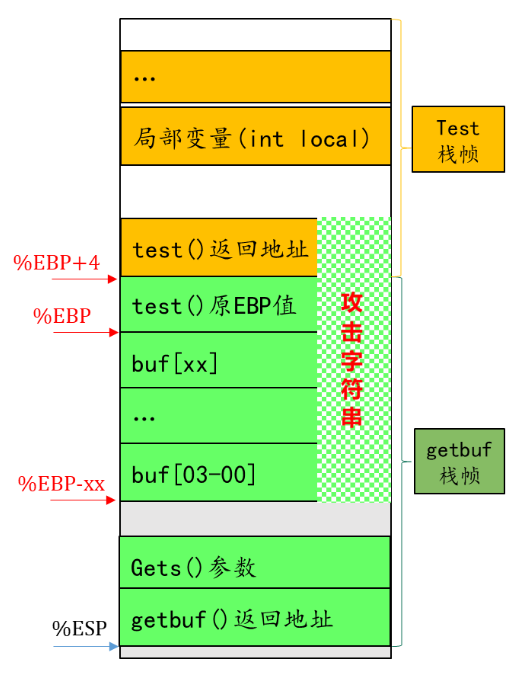 ...
局部变量(int local)
Test
栈帧
test()返回地址
%EBP+4
test()原EBP值
%EBP
buf[xx]
...
buf[03-00]
%EBP-xx
攻击字符串
getbuf
栈帧
Gets()参数
getbuf()返回地址
%ESP